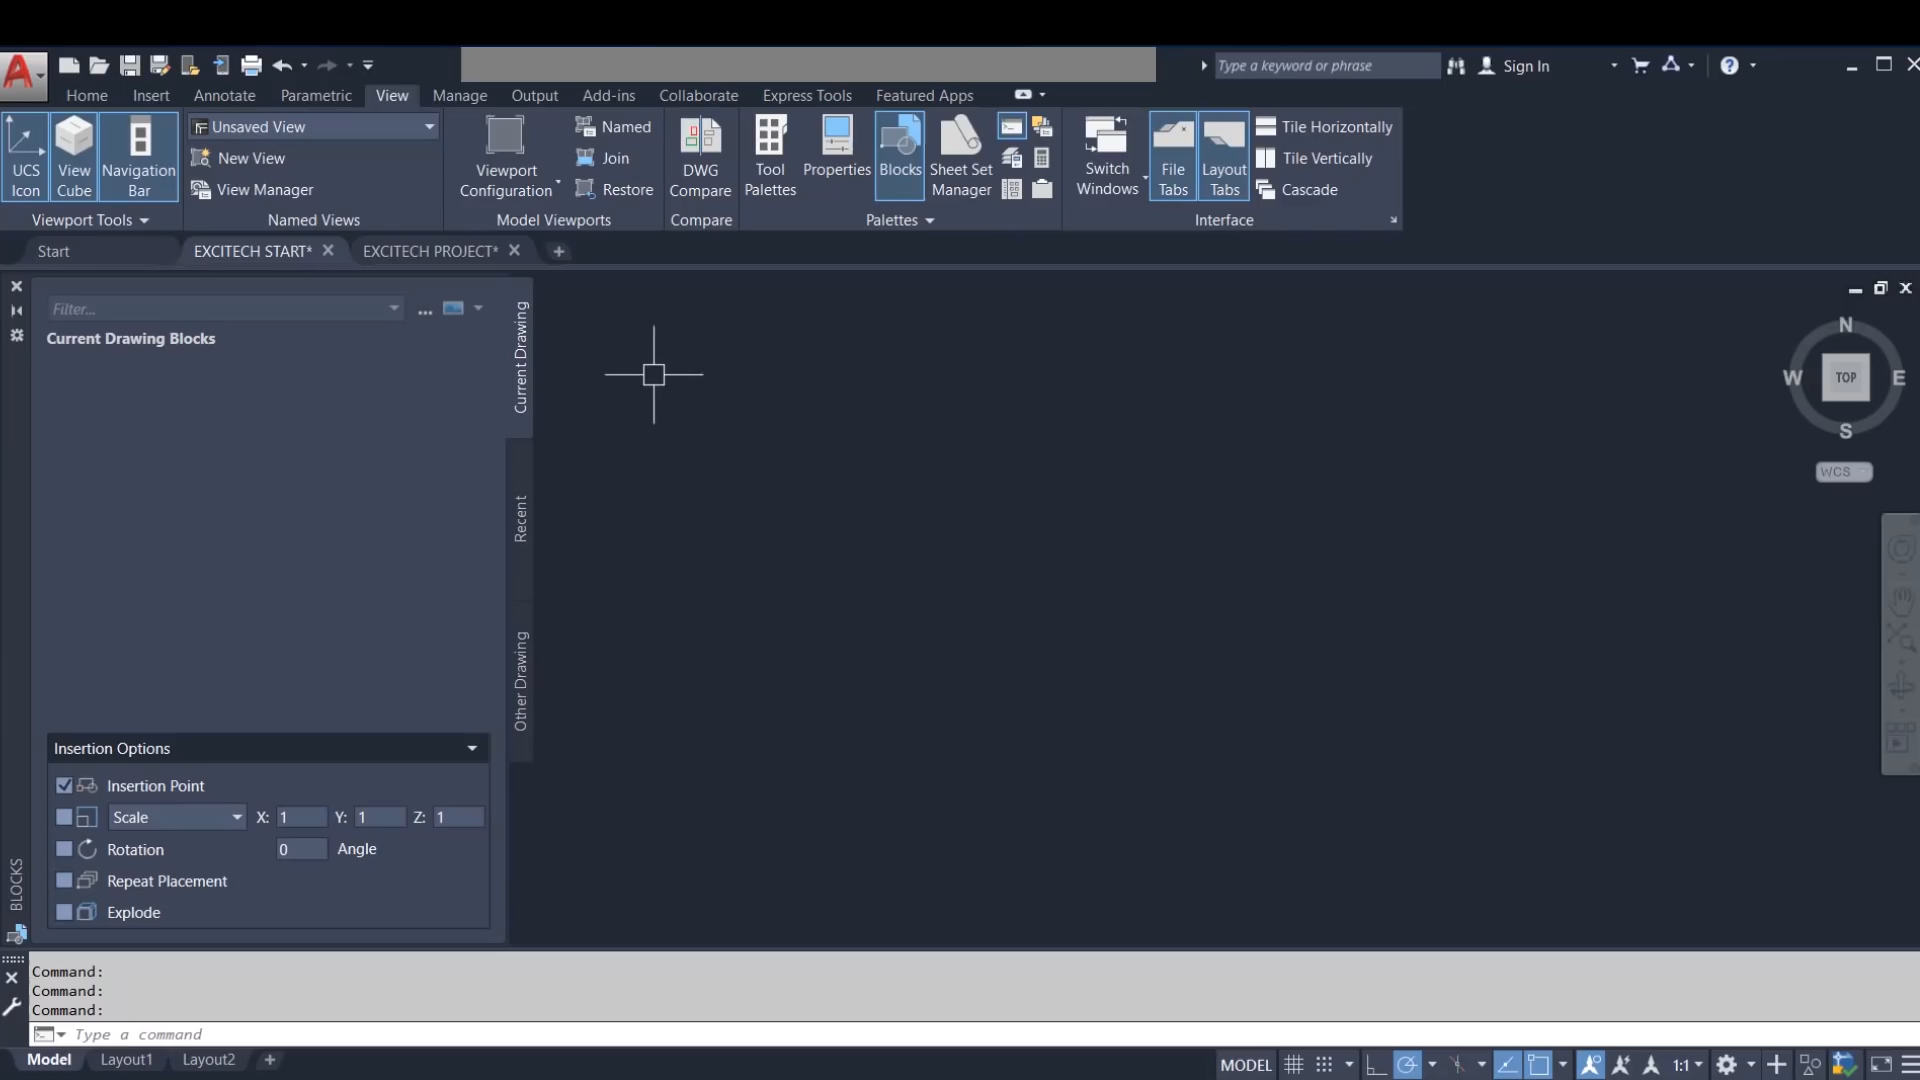 Type a keyword or phrase
Sign In
Home Insert Annotate Parametric View Manage Output Add-ins Collaborate Express Tools Featured Apps
UCS Icon
View Cube
Navigation Bar
Unsaved View
New View
View Manager
Viewport Configuration
Named
Join
Restore
DWG Compare
Tool Palettes
Properties
Blocks
Sheet Set Manager
Switch Windows
File Tabs
Layout Tabs
Tile Horizontally
Tile Vertically
Cascade
Viewport Tools Named Views Model Viewports Compare Palettes Interface
Start EXCITECH START* EXCITECH PROJECT*
Filter...
Current Drawing Blocks
Current Drawing
Recent
Other Drawing
N
W TOP E
S
WCS
Insertion Options
Insertion Point
Scale X: 1 Y: 1 Z: 1
Rotation 0 Angle
Repeat Placement
Explode
BLOCKS
Command:
Command:
Command:
Type a command
Model Layout1 Layout2
MODEL 1:1